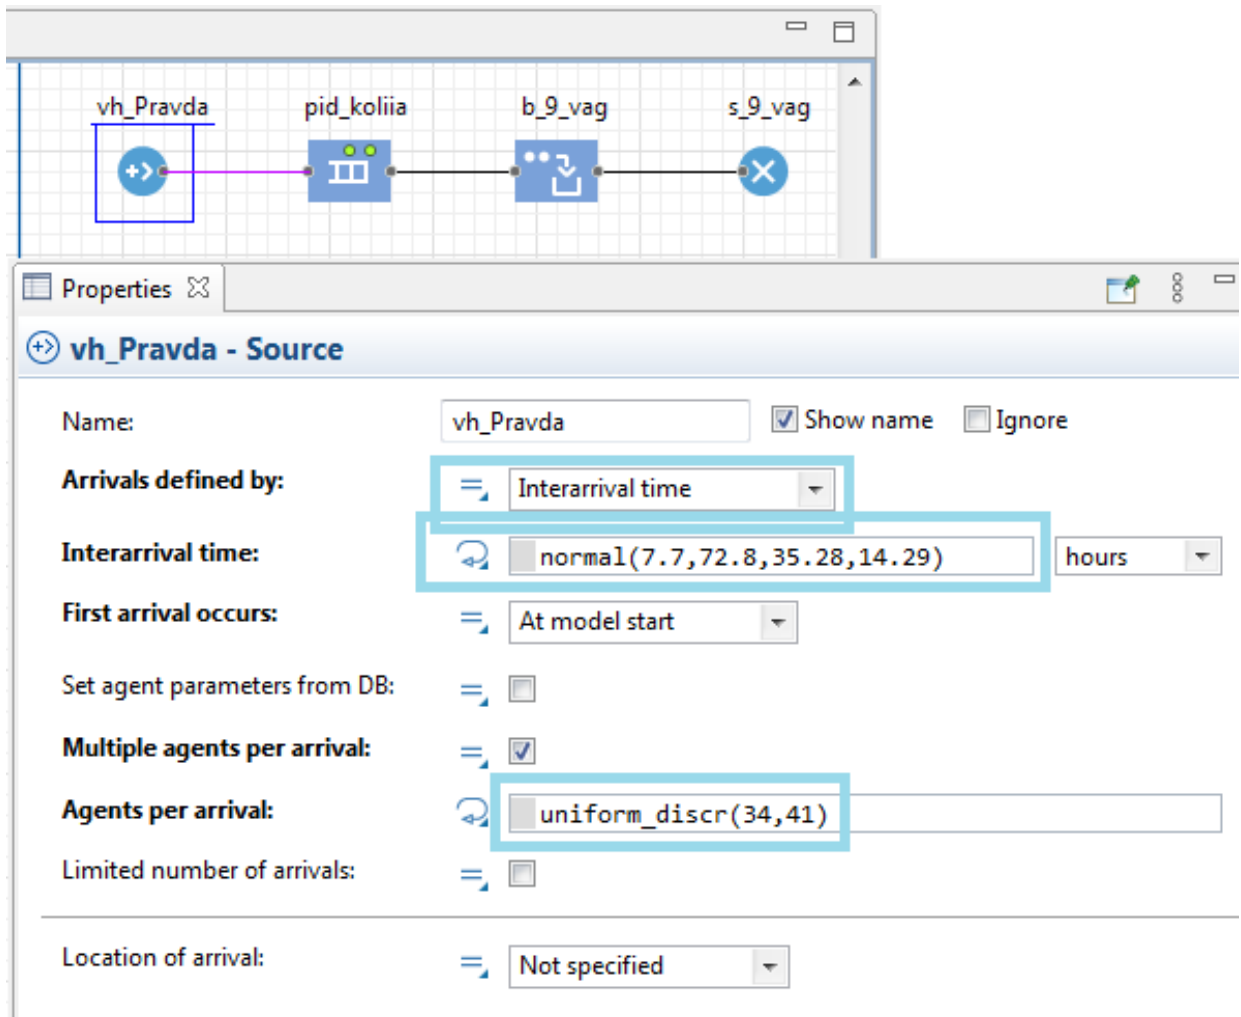 vh_Pravda pid_koliia b_9_vag s_9_vag
Properties
vh_Pravda - Source
Name: vh_Pravda Show name Ignore
Arrivals defined by: Interarrival time
Interarrival time: normal(7.7,72.8,35.28,14.29) hours
First arrival occurs: At model start
Set agent parameters from DB:
Multiple agents per arrival:
Agents per arrival: uniform_discr(34,41)
Limited number of arrivals:
Location of arrival: Not specified